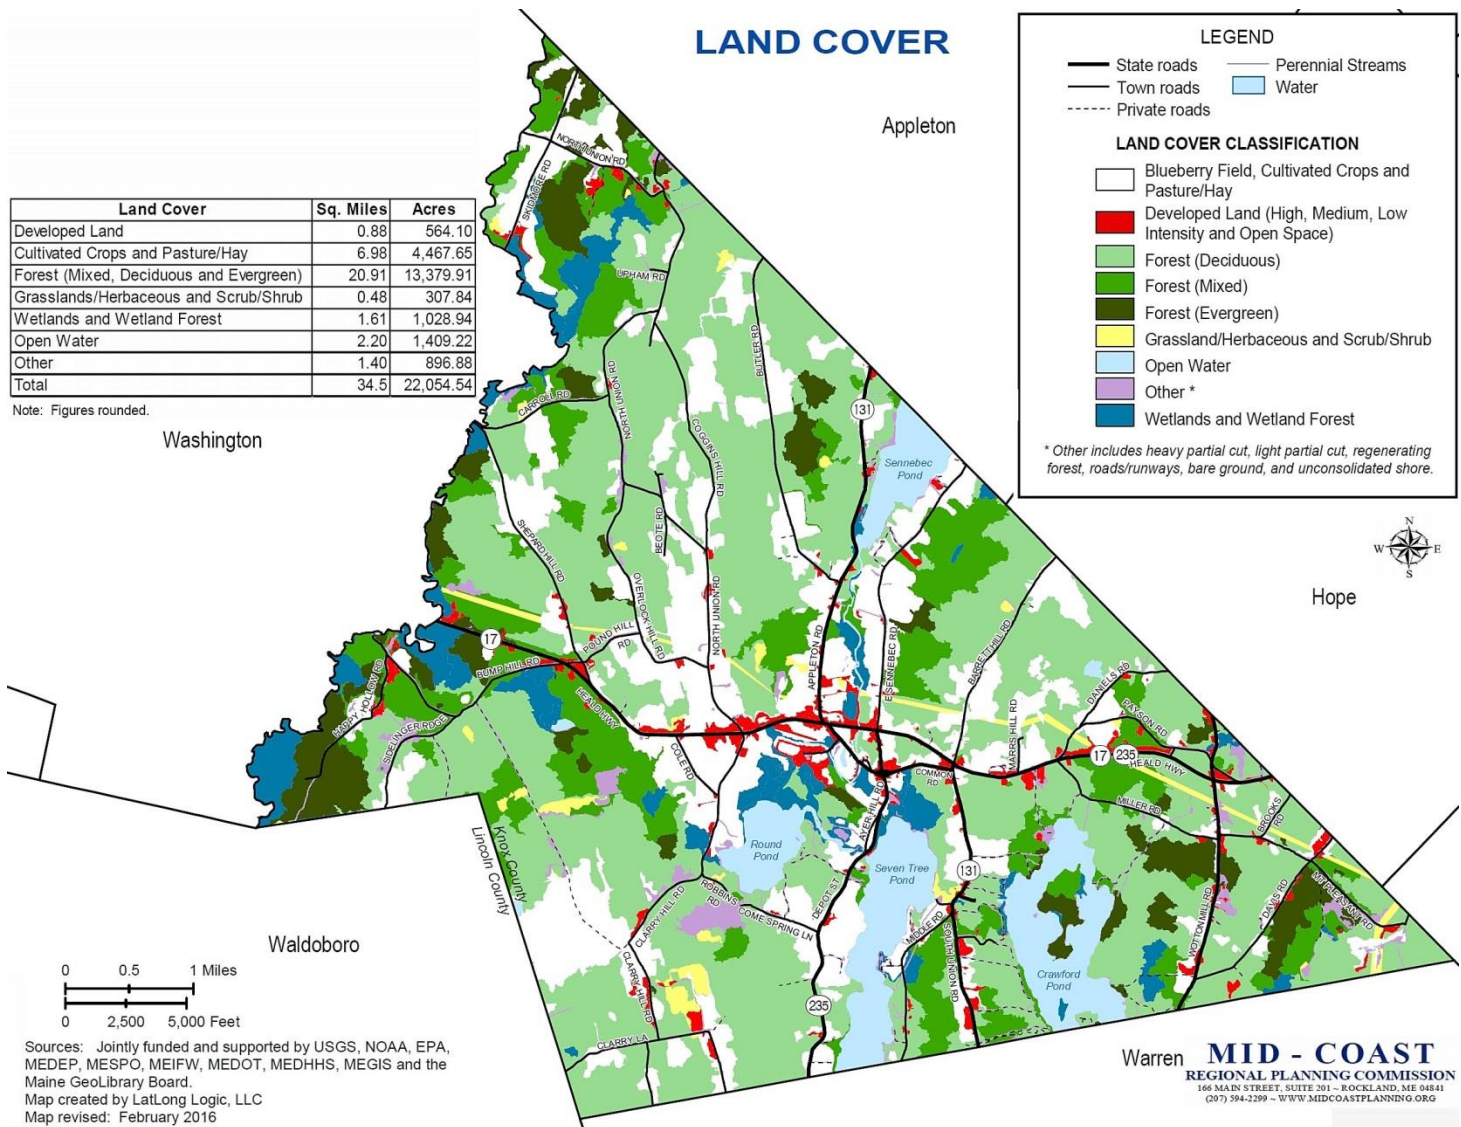 LAND COVER
Appleton
Washington
Hope
Waldoboro
Warren
LEGEND
State roads
Town roads
Private roads
Perennial Streams
Water
LAND COVER CLASSIFICATION
Blueberry Field, Cultivated Crops and
Pasture/Hay
Developed Land (High, Medium, Low
Intensity and Open Space)
Forest (Deciduous)
Forest (Mixed)
Forest (Evergreen)
Grassland/Herbaceous and Scrub/Shrub
Open Water
Other *
Wetlands and Wetland Forest
* Other includes heavy partial cut, light partial cut, regenerating
forest, roads/runways, bare ground, and unconsolidated shore.
Land Cover Sq. Miles Acres
Developed Land 0.88 564.10
Cultivated Crops and Pasture/Hay 6.98 4,467.65
Forest (Mixed, Deciduous and Evergreen) 20.91 13,379.91
Grasslands/Herbaceous and Scrub/Shrub 0.48 307.84
Wetlands and Wetland Forest 1.61 1,028.94
Open Water 2.20 1,409.22
Other 1.40 896.88
Total 34.5 22,054.54
Note: Figures rounded.
N
W E
S
NORTH UNION RD
SKIDMORE RD
UPHAM RD
BUTLER RD
NORTH UNION RD
CARROLL RD
COGGINS HILL RD
131
Sennebec
Pond
BEOTE RD
SHEPARD HILL RD
OVERLOCK HILL RD
NORTH UNION RD
POUND HILL
RD
17
BUMP HILL RD
HEALD HWY
HAPPY HOLLOW RD
SIDELINGER RDGE
APPLETON RD
E SENNEBEC RD
BARRETT HILL RD
DANIELS RD
PAYSON RD
MARRS HILL RD
17
235
HEALD HWY
COLE RD
COMMON
RD
AYER HILL RD
MILLER RD
BROOKS
RD
Knox County
Lincoln County
Round
Pond
Seven Tree
Pond
131
ROBBINS
RD
COME SPRING LN
DEPOT ST
CLARRY HILL RD
MIDDLE RD
SOUTH UNION RD
Crawford
Pond
WOTTON MILL RD
DAVIS RD
MT PLEASANT RD
CLARRY HILL RD
235
CLARRY LA
0 0.5 1 Miles
0 2,500 5,000 Feet
Sources: Jointly funded and supported by USGS, NOAA, EPA,
MEDEP, MESPO, MEIFW, MEDOT, MEDHHS, MEGIS and the
Maine GeoLibrary Board.
Map created by LatLong Logic, LLC
Map revised: February 2016
MID - COAST
REGIONAL PLANNING COMMISSION
166 MAIN STREET, SUITE 201 ~ ROCKLAND, ME 04841
(207) 594-2299 ~ WWW.MIDCOASTPLANNING.ORG